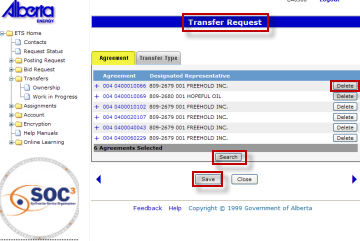 Alberta
ENERGY
Logout
Transfer Request
ETS Home
Contacts
Request Status
Posting Request
Bid Request
Transfers
Ownership
Work in Progress
Assignments
Account
Encryption
Help Manuals
Online Learning
Agreement Transfer Type
Agreement Designated Representative
+ 004 0400010066 809-2679 001 FREEHOLD INC. Delete
+ 004 0400010069 809-2680 001 HOPEFUL OIL Delete
+ 004 0400010102 809-2679 001 FREEHOLD INC. Delete
+ 004 0400020107 809-2679 001 FREEHOLD INC. Delete
+ 004 0400040043 809-2679 001 FREEHOLD INC. Delete
+ 004 0400060229 809-2679 001 FREEHOLD INC. Delete
6 Agreements Selected
Search
Save Close
SOC3
Feedback Help Copyright © 1999 Government of Alberta